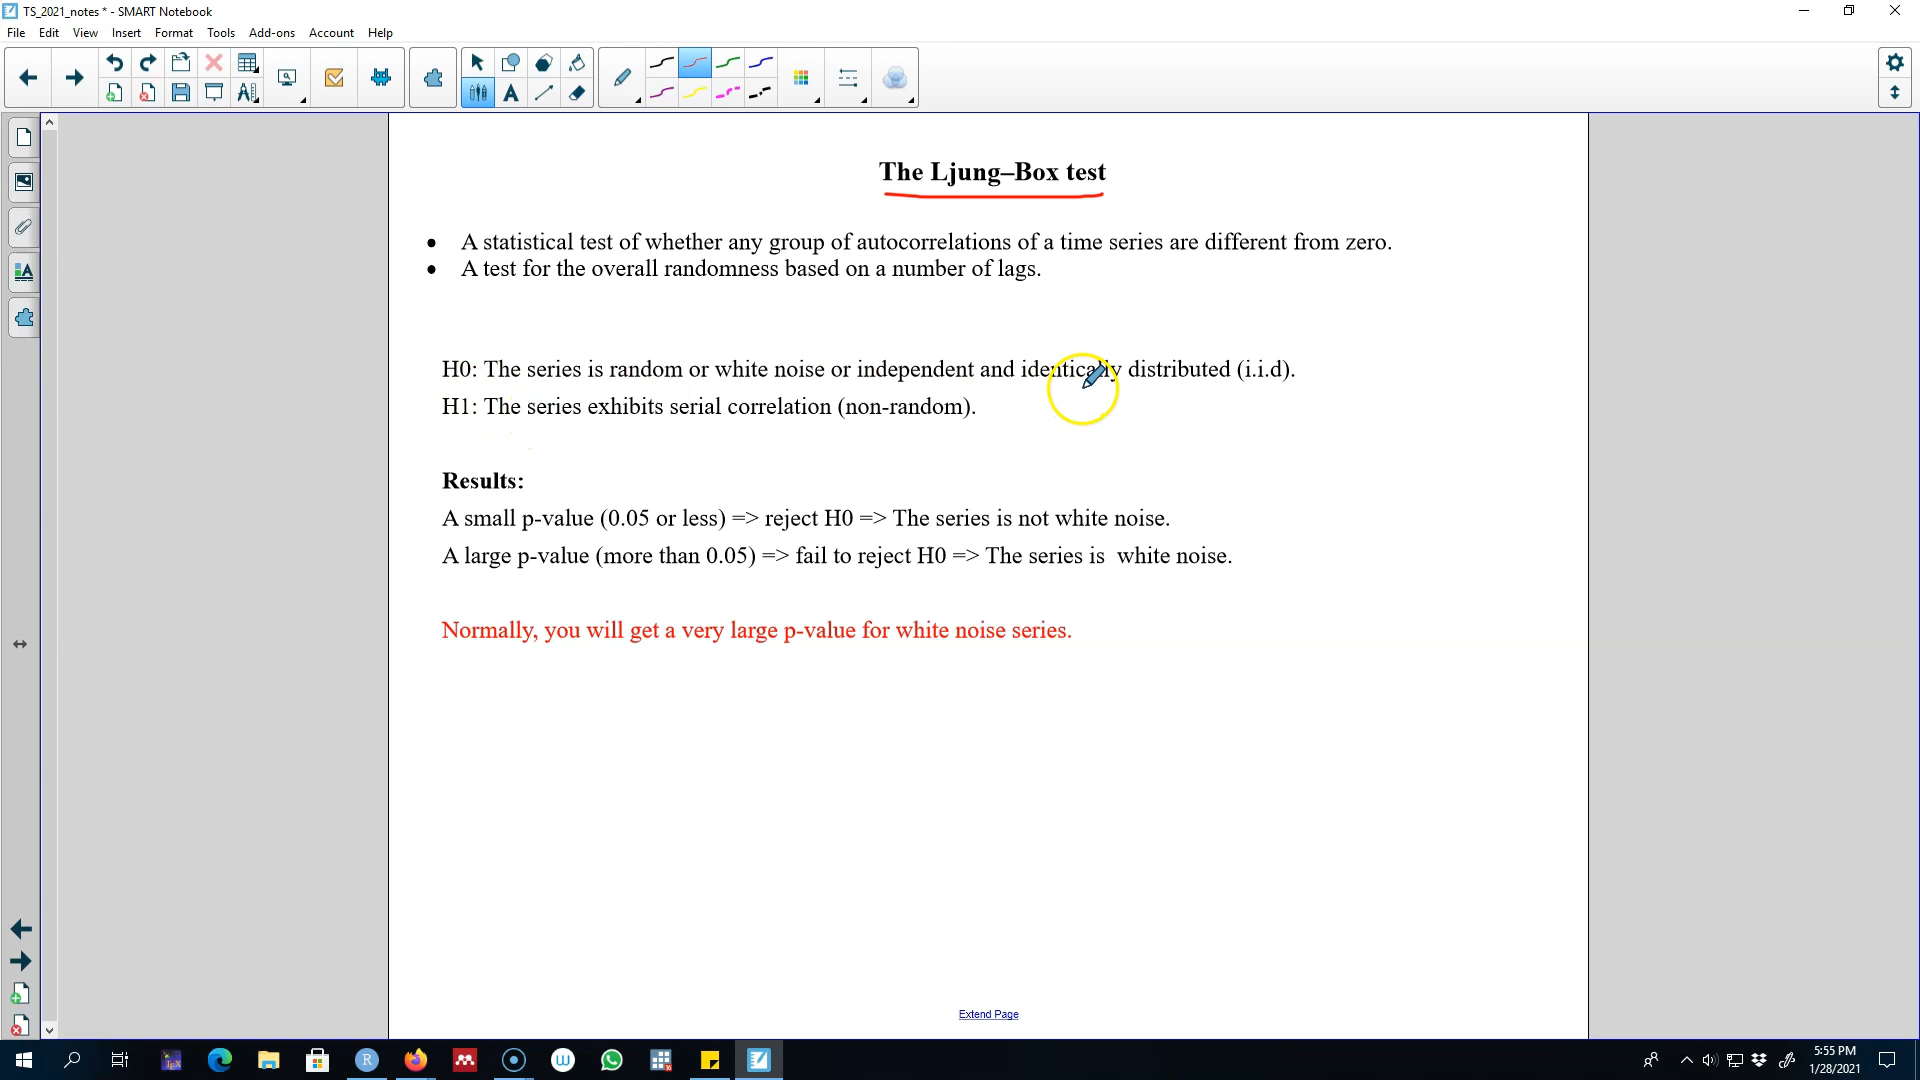 TS_2021_notes * - SMART Notebook
File Edit View Insert Format Tools Add-ons Account Help
The Ljung–Box test
• A statistical test of whether any group of autocorrelations of a time series are different from zero.
• A test for the overall randomness based on a number of lags.
H0: The series is random or white noise or independent and identically distributed (i.i.d).
H1: The series exhibits serial correlation (non-random).
Results:
A small p-value (0.05 or less) => reject H0 => The series is not white noise.
A large p-value (more than 0.05) => fail to reject H0 => The series is  white noise.
Normally, you will get a very large p-value for white noise series.
Extend Page
5:55 PM
1/28/2021